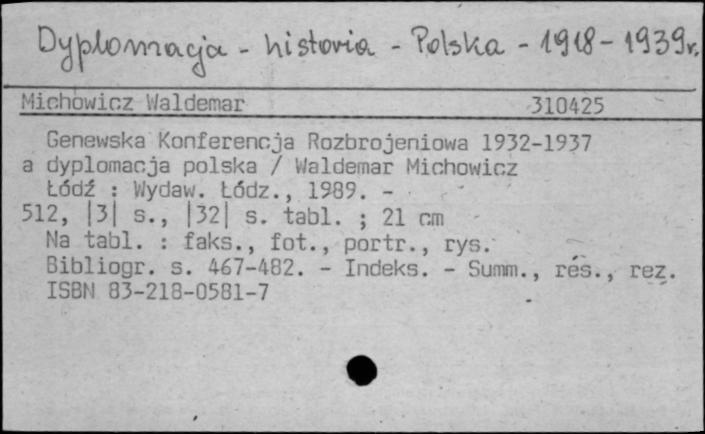 Dyplomacja - historia - Polska - 1918-1939r.
Michowicz Waldemar 310425
Genewska Konferencja Rozbrojeniowa 1932-1937
a dyplomacja polska / Waldemar Michowicz
Łódź : Wydaw. Łódz., 1989. -
512, |3| s., |32| s. tabl. ; 21 cm
Na tabl. : faks., fot., portr., rys.
Bibliogr. s. 467-482. - Indeks. - Summ., rés., rez.
ISBN 83-218-0581-7